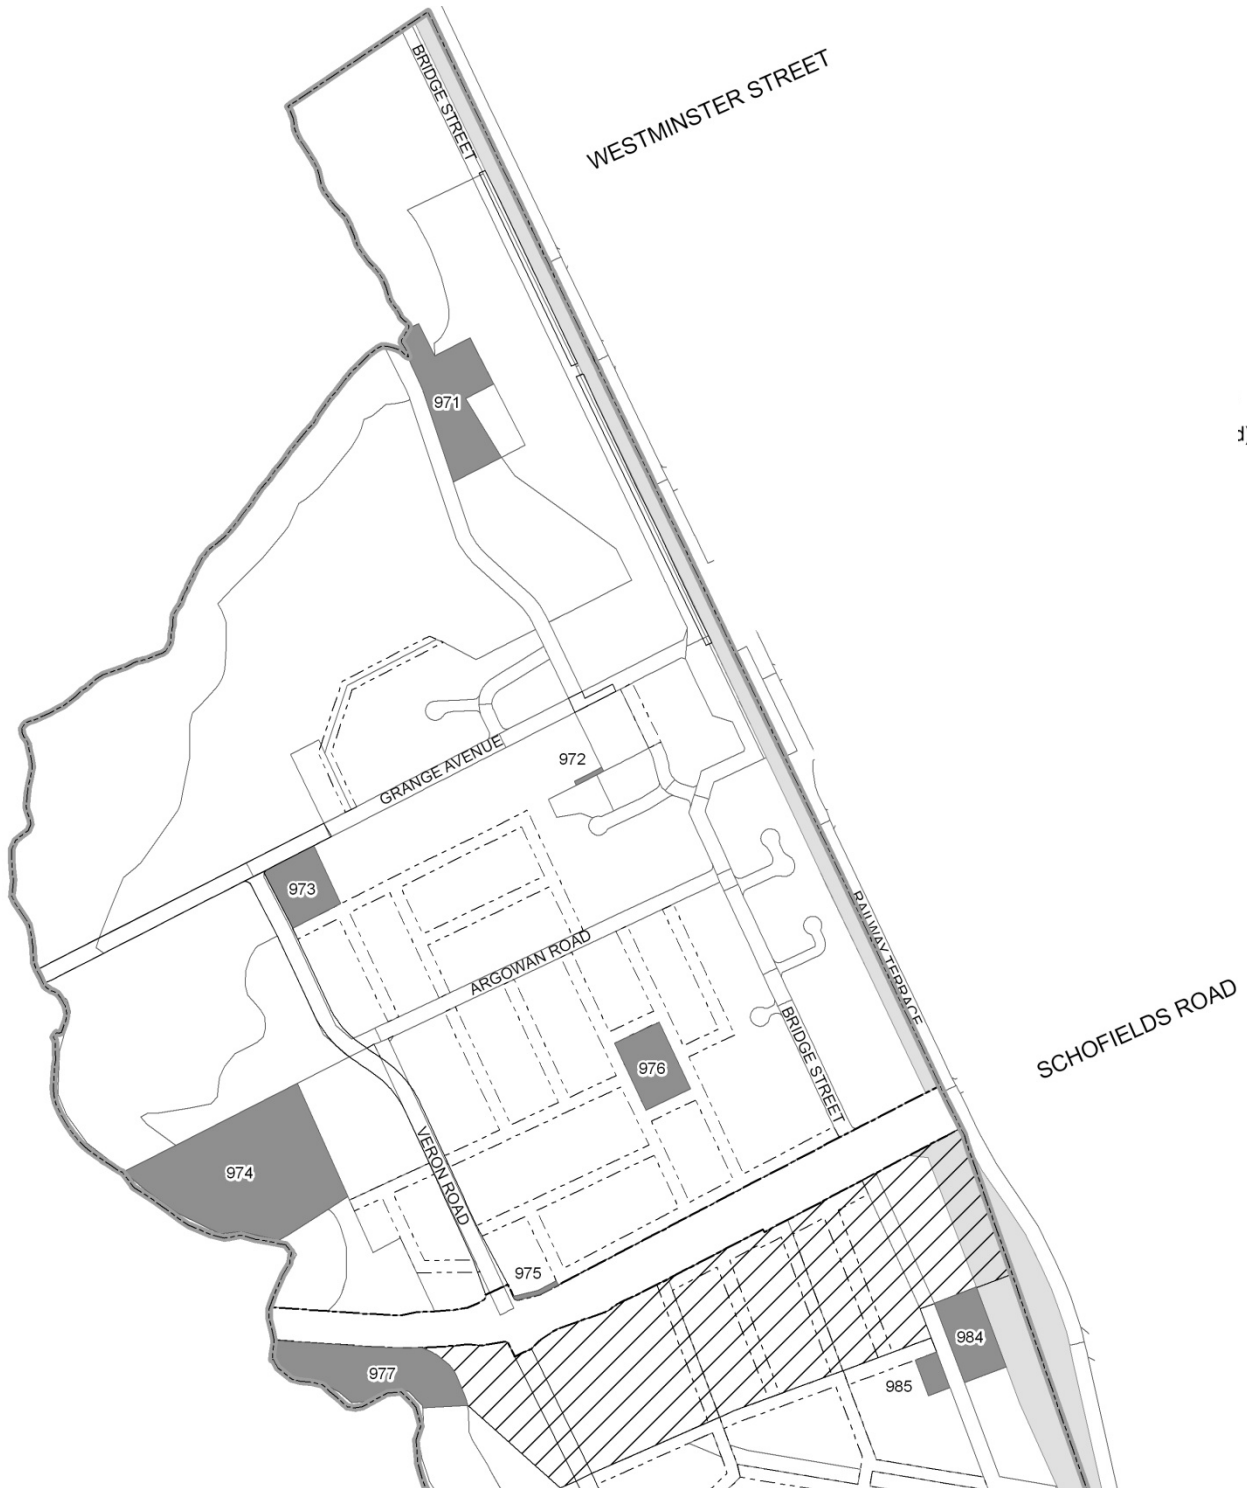 BRIDGE STREET
WESTMINSTER STREET
971
d)
GRANGE AVENUE
972
973
RAILWAY TERRACE
ARGOWAN ROAD
SCHOFIELDS ROAD
976
BRIDGE STREET
974
VERON ROAD
975
984
977
985